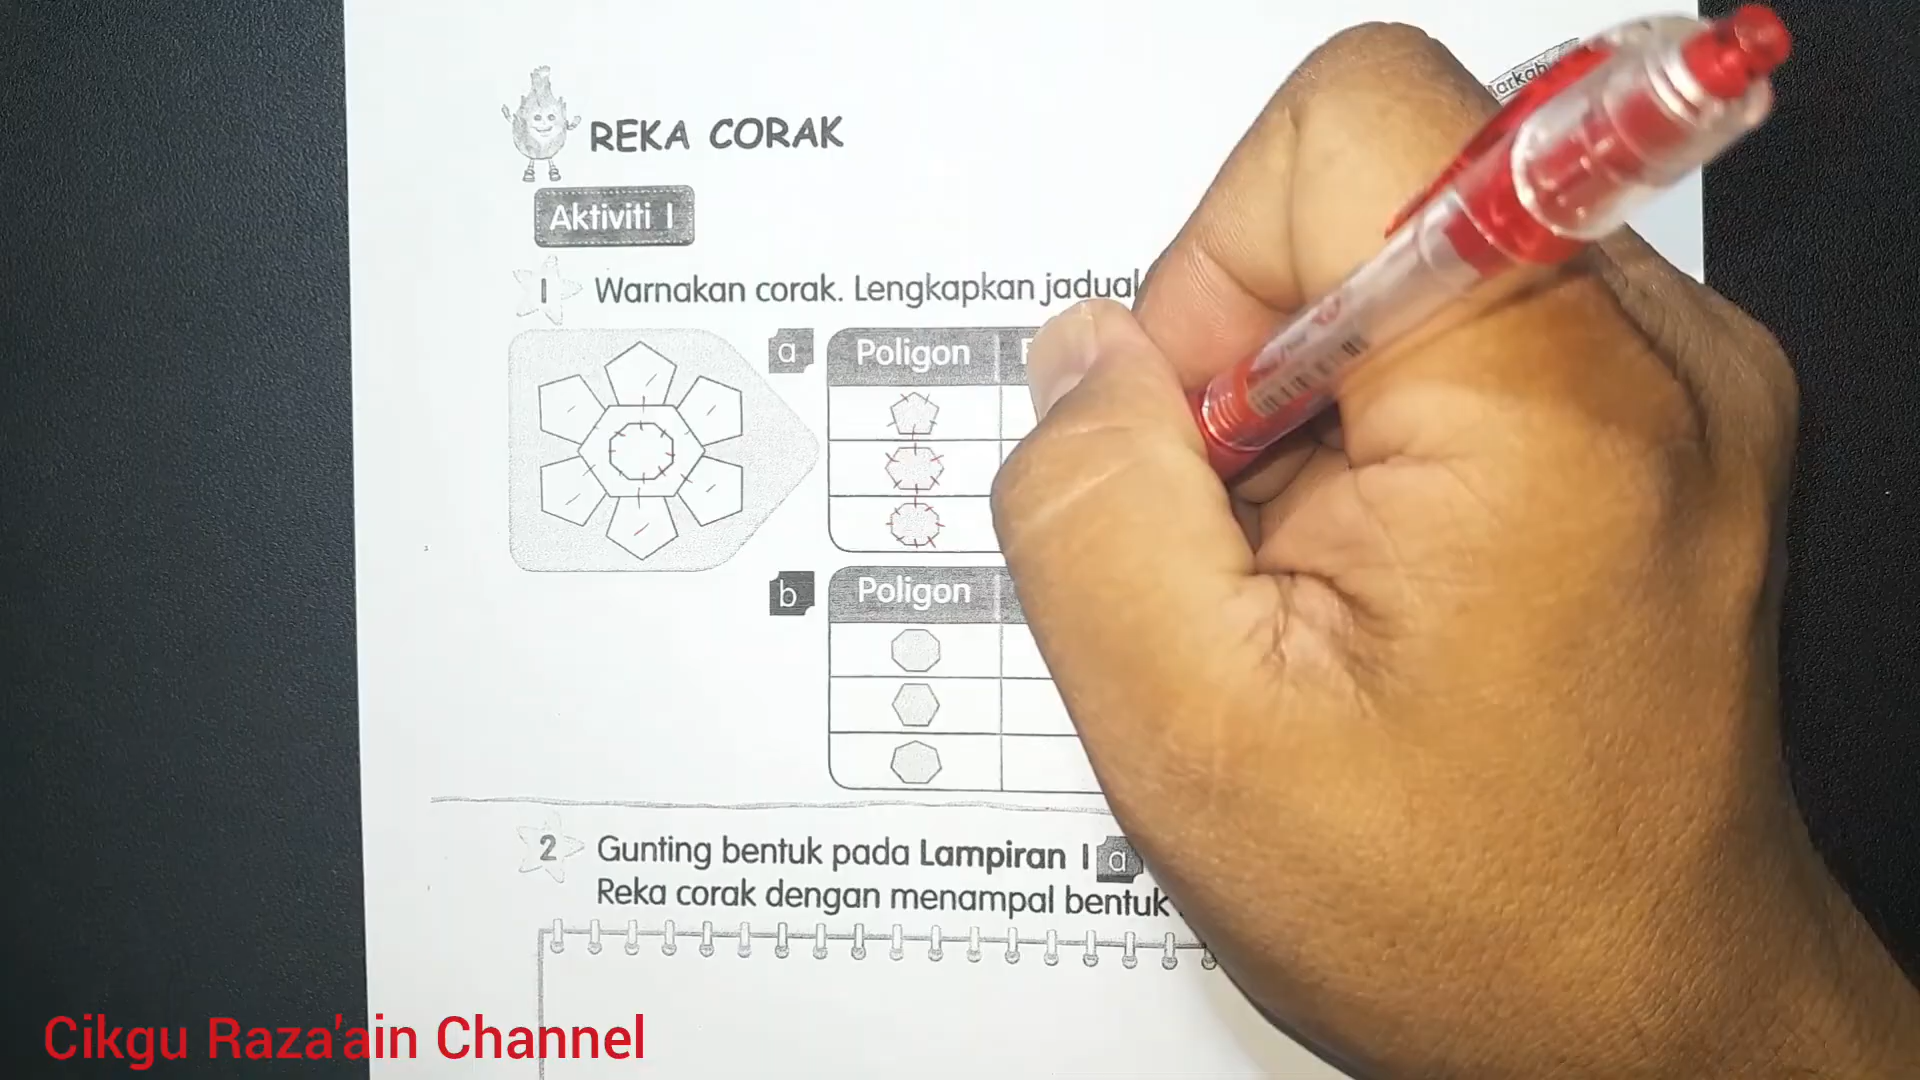 arkah
REKA CORAK
Aktiviti 1
1 Warnakan corak. Lengkapkan jadual
a Poligon
b Poligon
2 Gunting bentuk pada Lampiran 1 a
Reka corak dengan menampal bentuk
Cikgu Raza'ain Channel